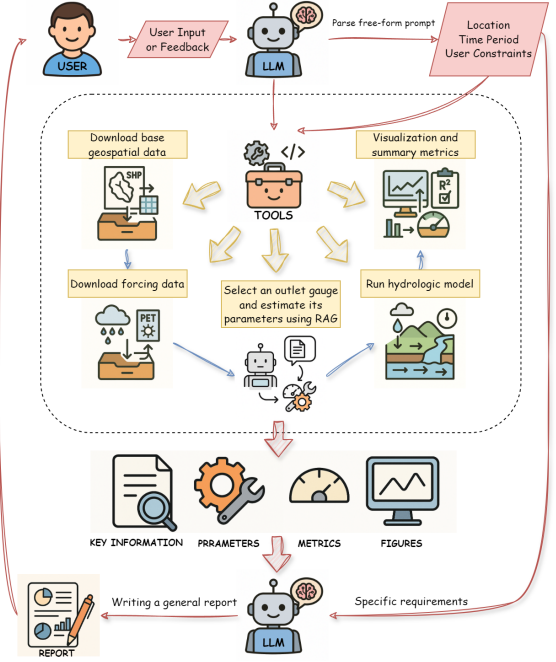 USER
User Input
or Feedback
LLM
Parse free-form prompt
Location
Time Period
User Constraints
Download base
geospatial data
SHP
</>
TOOLS
Visualization and
summary metrics
R²
Download forcing data
PET
Select an outlet gauge
and estimate its
parameters using RAG
Run hydrologic model
KEY INFORMATION
PRRAMETERS
METRICS
FIGURES
REPORT
Writing a general report
LLM
Specific requirements